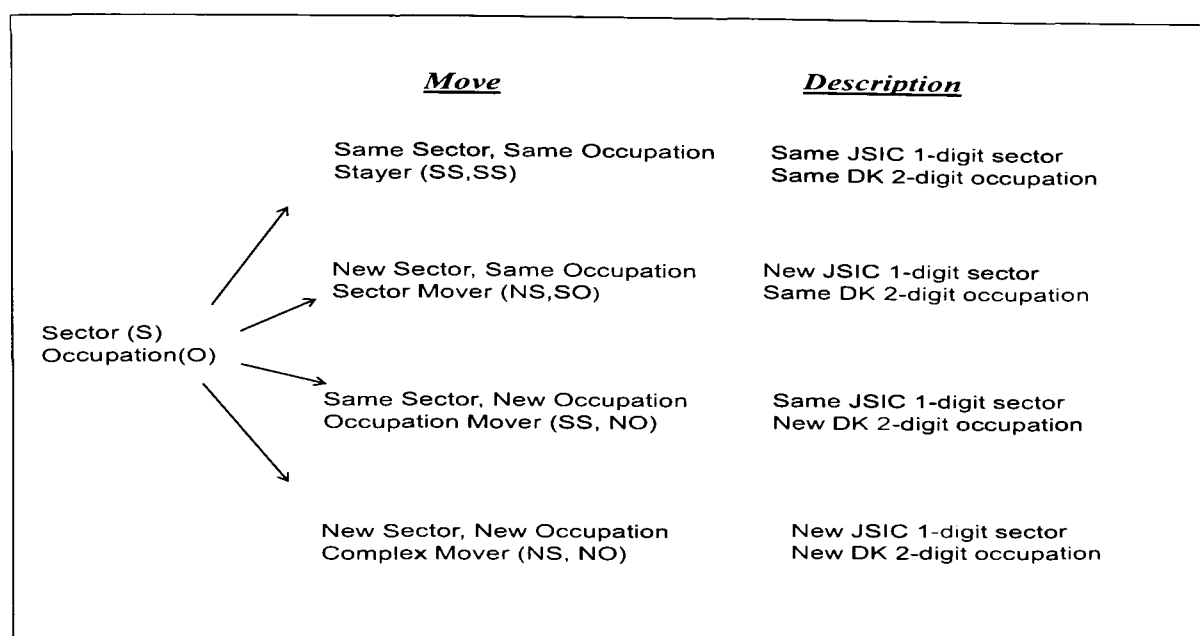 Move Description
Same Sector, Same Occupation Same JSIC 1-digit sector
Stayer (SS,SS) Same DK 2-digit occupation
New Sector, Same Occupation New JSIC 1-digit sector
Sector Mover (NS,SO) Same DK 2-digit occupation
Sector (S)
Occupation(O)
Same Sector, New Occupation Same JSIC 1-digit sector
Occupation Mover (SS, NO) New DK 2-digit occupation
New Sector, New Occupation New JSIC 1-digit sector
Complex Mover (NS, NO) New DK 2-digit occupation